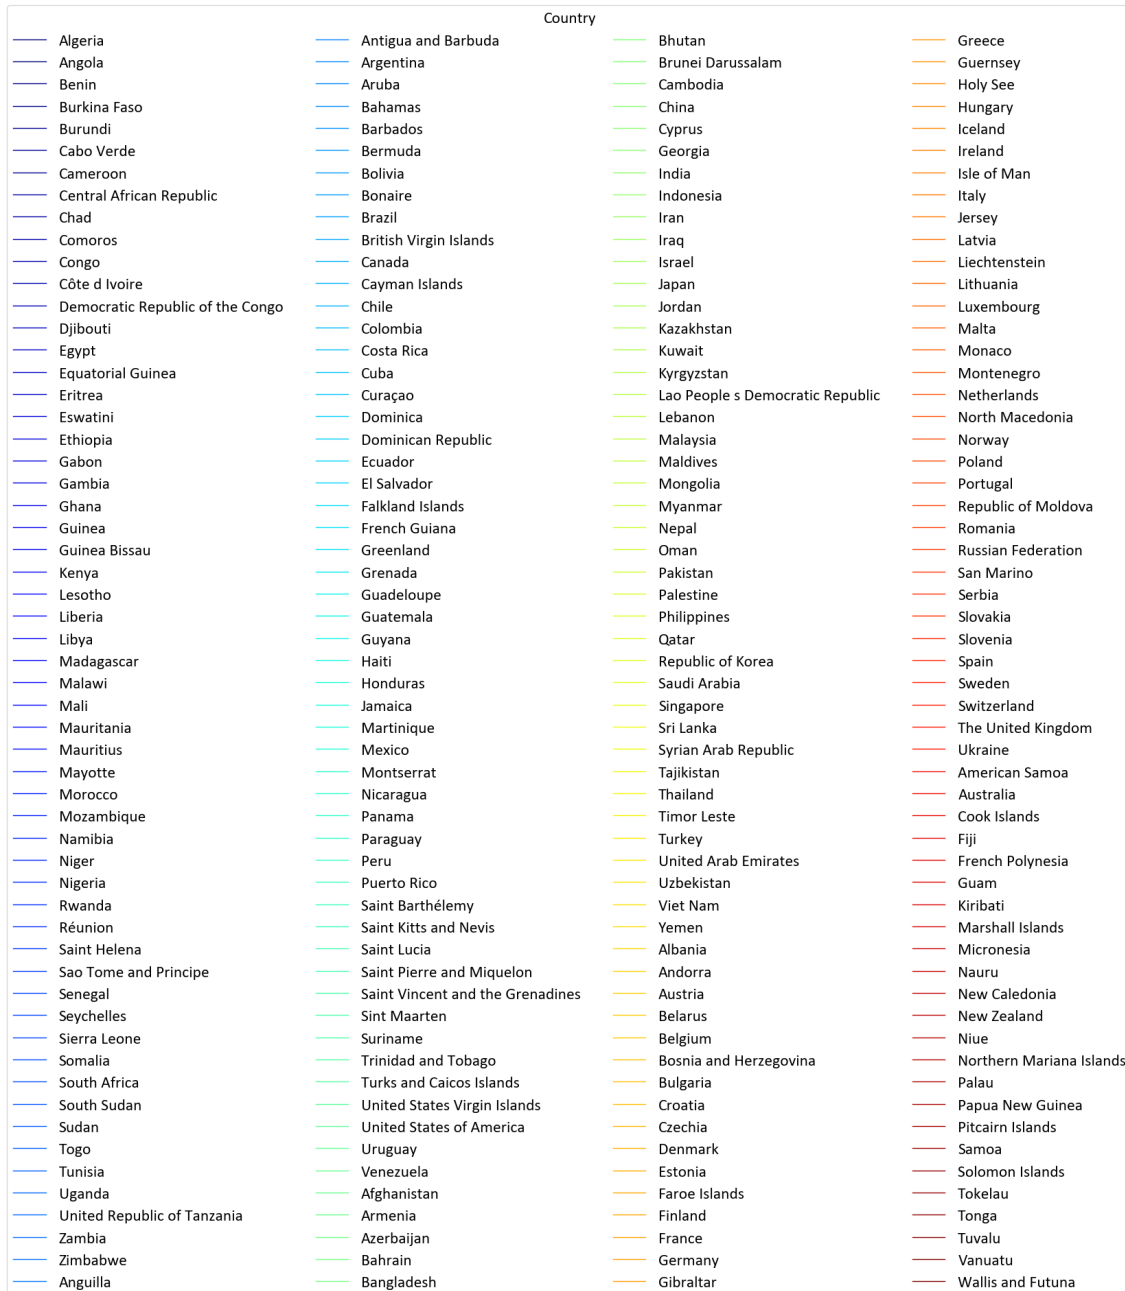 Country
Algeria
Angola
Benin
Burkina Faso
Burundi
Cabo Verde
Cameroon
Central African Republic
Chad
Comoros
Congo
Côte d Ivoire
Democratic Republic of the Congo
Djibouti
Egypt
Equatorial Guinea
Eritrea
Eswatini
Ethiopia
Gabon
Gambia
Ghana
Guinea
Guinea Bissau
Kenya
Lesotho
Liberia
Libya
Madagascar
Malawi
Mali
Mauritania
Mauritius
Mayotte
Morocco
Mozambique
Namibia
Niger
Nigeria
Rwanda
Réunion
Saint Helena
Sao Tome and Principe
Senegal
Seychelles
Sierra Leone
Somalia
South Africa
South Sudan
Sudan
Togo
Tunisia
Uganda
United Republic of Tanzania
Zambia
Zimbabwe
Anguilla
Antigua and Barbuda
Argentina
Aruba
Bahamas
Barbados
Bermuda
Bolivia
Bonaire
Brazil
British Virgin Islands
Canada
Cayman Islands
Chile
Colombia
Costa Rica
Cuba
Curaçao
Dominica
Dominican Republic
Ecuador
El Salvador
Falkland Islands
French Guiana
Greenland
Grenada
Guadeloupe
Guatemala
Guyana
Haiti
Honduras
Jamaica
Martinique
Mexico
Montserrat
Nicaragua
Panama
Paraguay
Peru
Puerto Rico
Saint Barthélemy
Saint Kitts and Nevis
Saint Lucia
Saint Pierre and Miquelon
Saint Vincent and the Grenadines
Sint Maarten
Suriname
Trinidad and Tobago
Turks and Caicos Islands
United States Virgin Islands
United States of America
Uruguay
Venezuela
Afghanistan
Armenia
Azerbaijan
Bahrain
Bangladesh
Bhutan
Brunei Darussalam
Cambodia
China
Cyprus
Georgia
India
Indonesia
Iran
Iraq
Israel
Japan
Jordan
Kazakhstan
Kuwait
Kyrgyzstan
Lao People s Democratic Republic
Lebanon
Malaysia
Maldives
Mongolia
Myanmar
Nepal
Oman
Pakistan
Palestine
Philippines
Qatar
Republic of Korea
Saudi Arabia
Singapore
Sri Lanka
Syrian Arab Republic
Tajikistan
Thailand
Timor Leste
Turkey
United Arab Emirates
Uzbekistan
Viet Nam
Yemen
Albania
Andorra
Austria
Belarus
Belgium
Bosnia and Herzegovina
Bulgaria
Croatia
Czechia
Denmark
Estonia
Faroe Islands
Finland
France
Germany
Gibraltar
Greece
Guernsey
Holy See
Hungary
Iceland
Ireland
Isle of Man
Italy
Jersey
Latvia
Liechtenstein
Lithuania
Luxembourg
Malta
Monaco
Montenegro
Netherlands
North Macedonia
Norway
Poland
Portugal
Republic of Moldova
Romania
Russian Federation
San Marino
Serbia
Slovakia
Slovenia
Spain
Sweden
Switzerland
The United Kingdom
Ukraine
American Samoa
Australia
Cook Islands
Fiji
French Polynesia
Guam
Kiribati
Marshall Islands
Micronesia
Nauru
New Caledonia
New Zealand
Niue
Northern Mariana Islands
Palau
Papua New Guinea
Pitcairn Islands
Samoa
Solomon Islands
Tokelau
Tonga
Tuvalu
Vanuatu
Wallis and Futuna